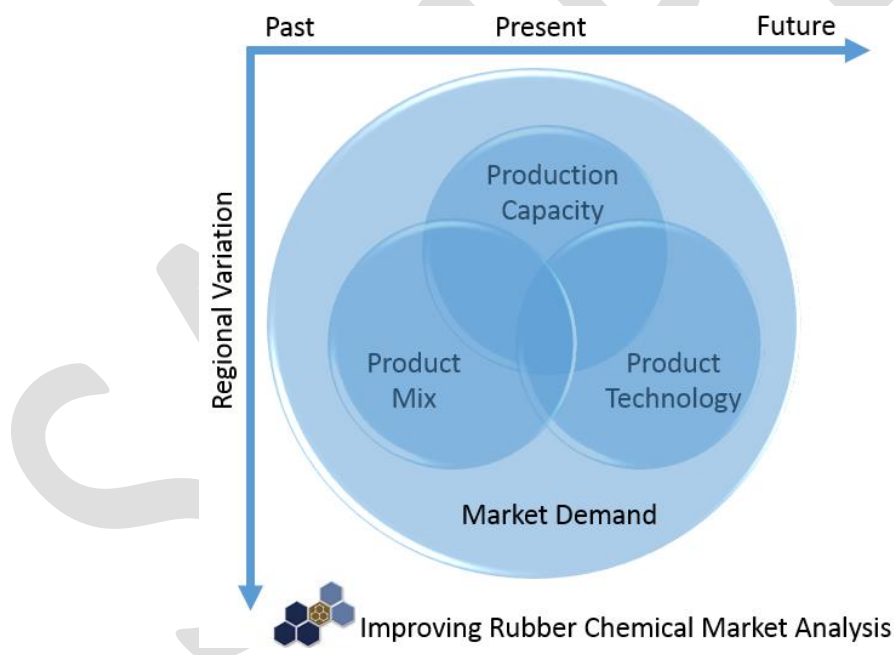 Past Present Future
Regional Variation
Production
Capacity
Product
Mix
Product
Technology
Market Demand
Improving Rubber Chemical Market Analysis